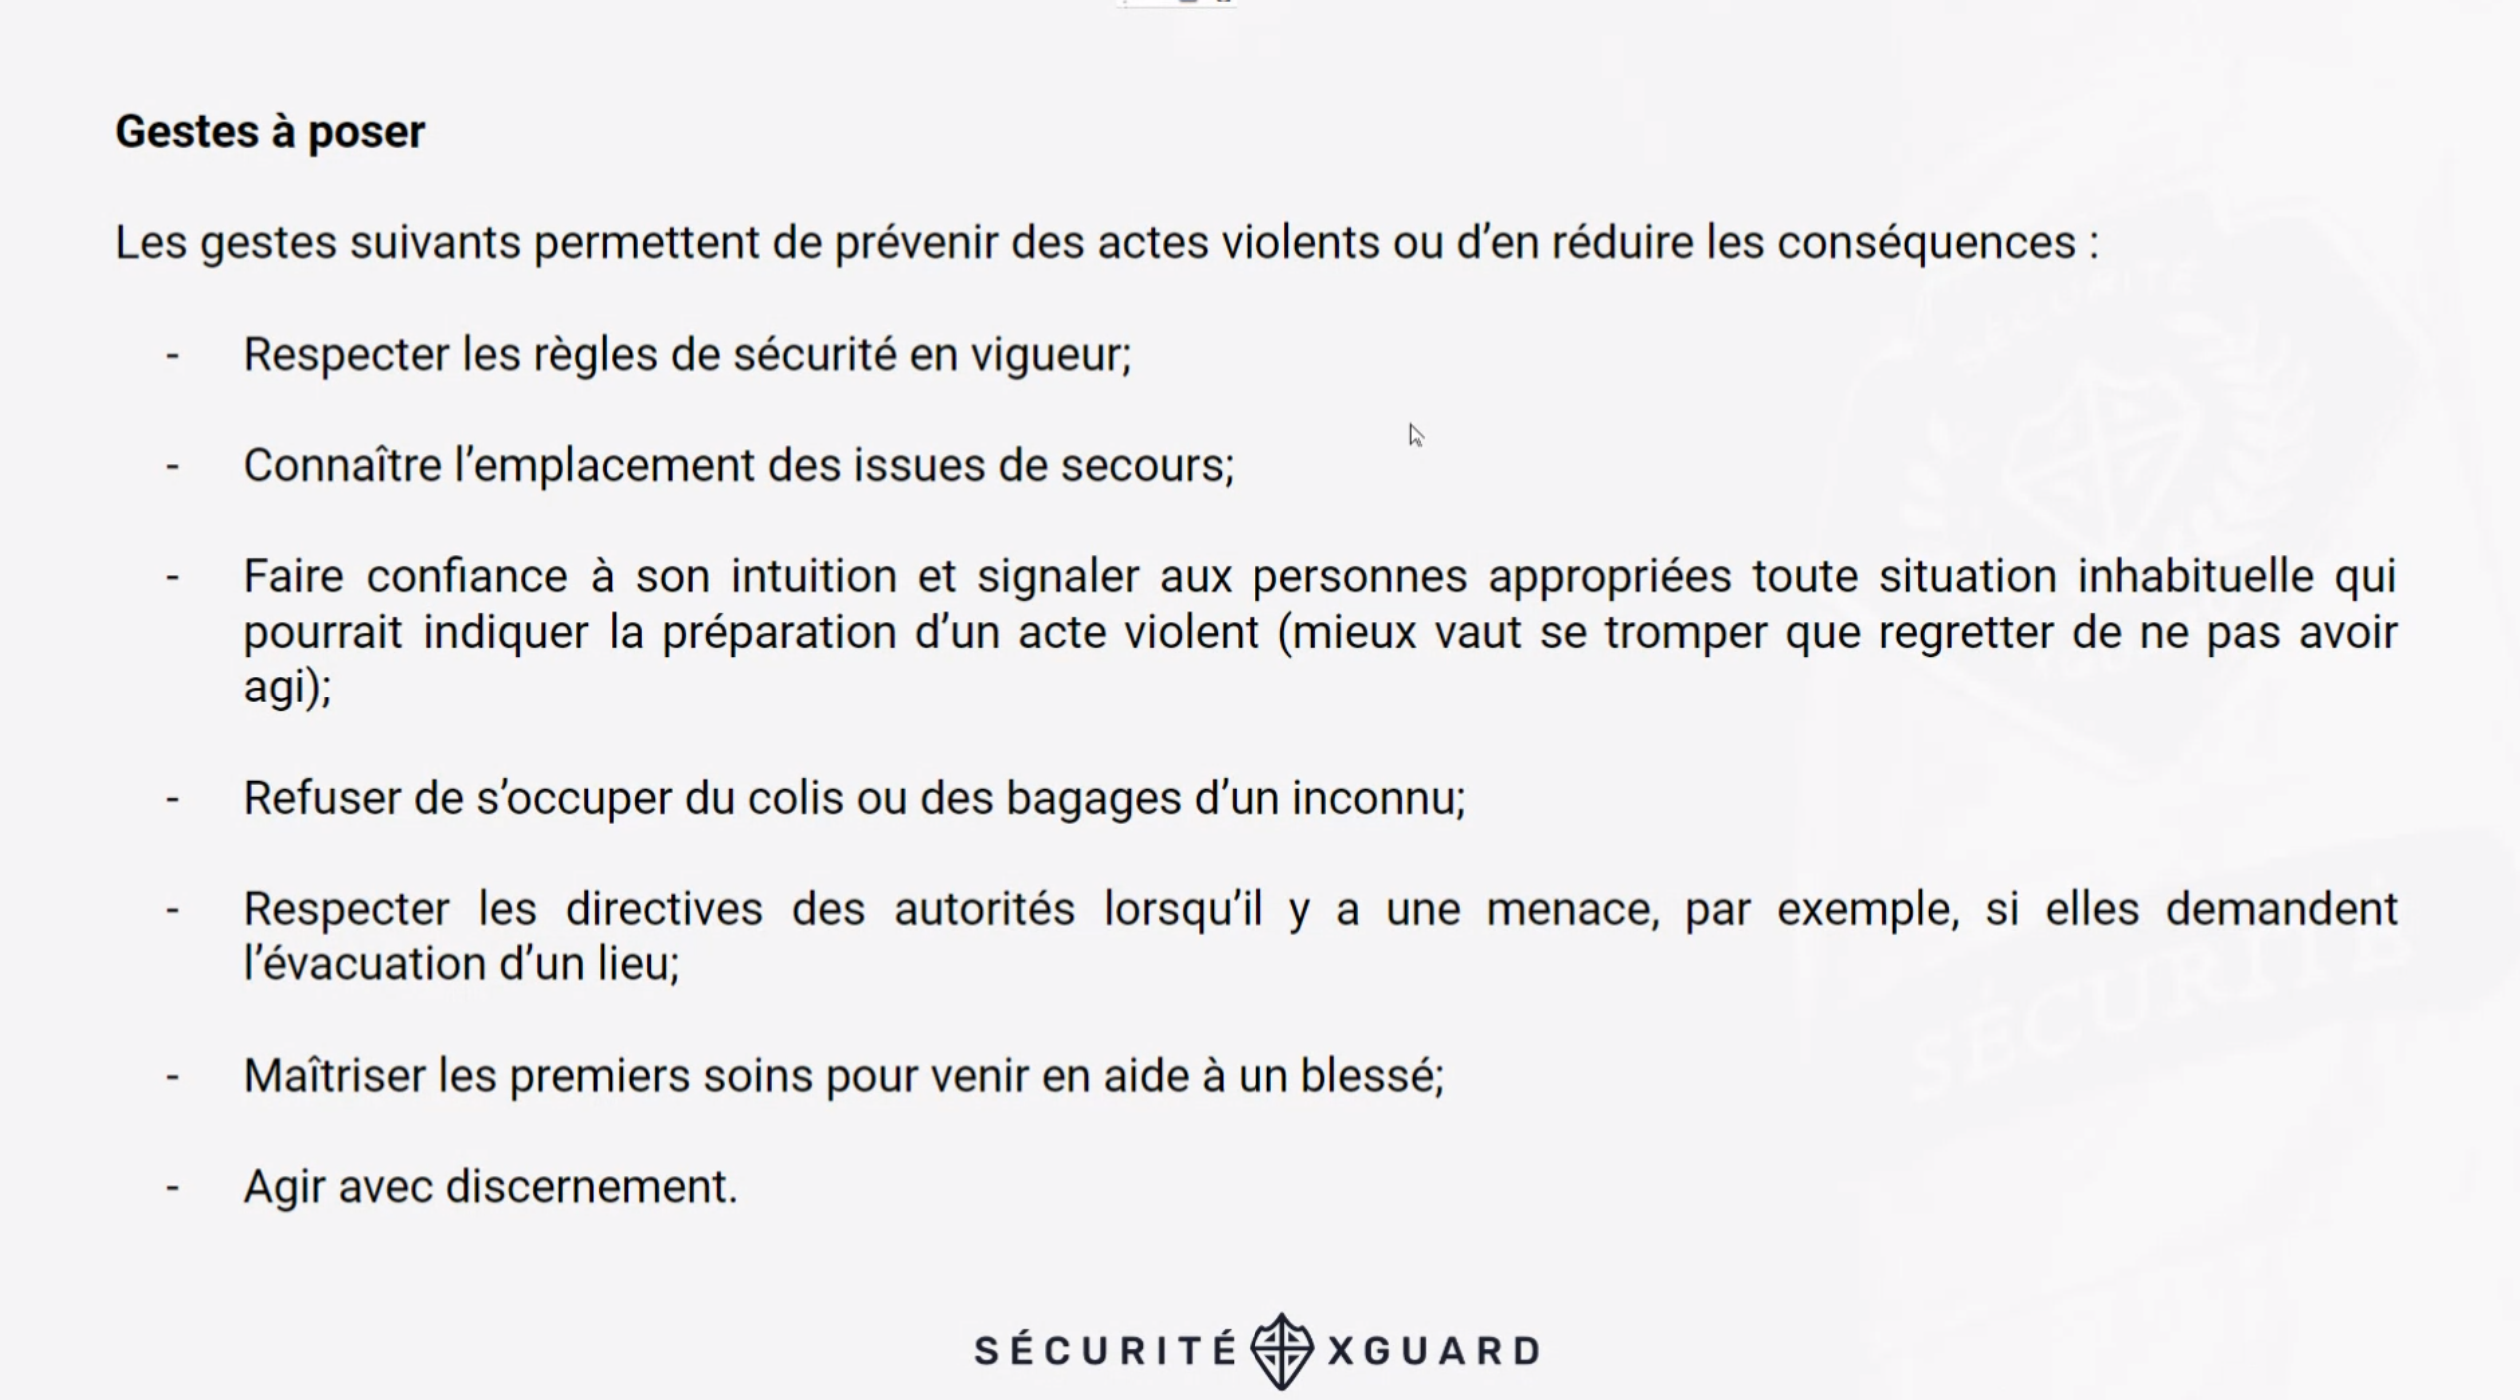 Gestes à poser
Les gestes suivants permettent de prévenir des actes violents ou d’en réduire les conséquences :
- Respecter les règles de sécurité en vigueur;
- Connaître l’emplacement des issues de secours;
- Faire confiance à son intuition et signaler aux personnes appropriées toute situation inhabituelle qui
pourrait indiquer la préparation d’un acte violent (mieux vaut se tromper que regretter de ne pas avoir
agi);
- Refuser de s’occuper du colis ou des bagages d’un inconnu;
- Respecter les directives des autorités lorsqu’il y a une menace, par exemple, si elles demandent
l’évacuation d’un lieu;
- Maîtriser les premiers soins pour venir en aide à un blessé;
- Agir avec discernement.
SÉCURITÉ
SÉCURITÉ XGUARD